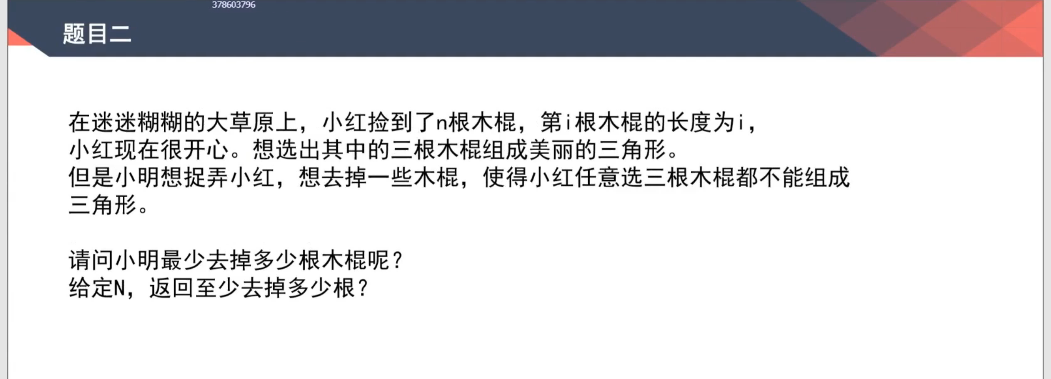 378603796
题目二
在迷迷糊糊的大草原上，小红捡到了n根木棍，第i根木棍的长度为i，
小红现在很开心。想选出其中的三根木棍组成美丽的三角形。
但是小明想捉弄小红，想去掉一些木棍，使得小红任意选三根木棍都不能组成
三角形。
请问小明最少去掉多少根木棍呢？
给定N，返回至少去掉多少根？